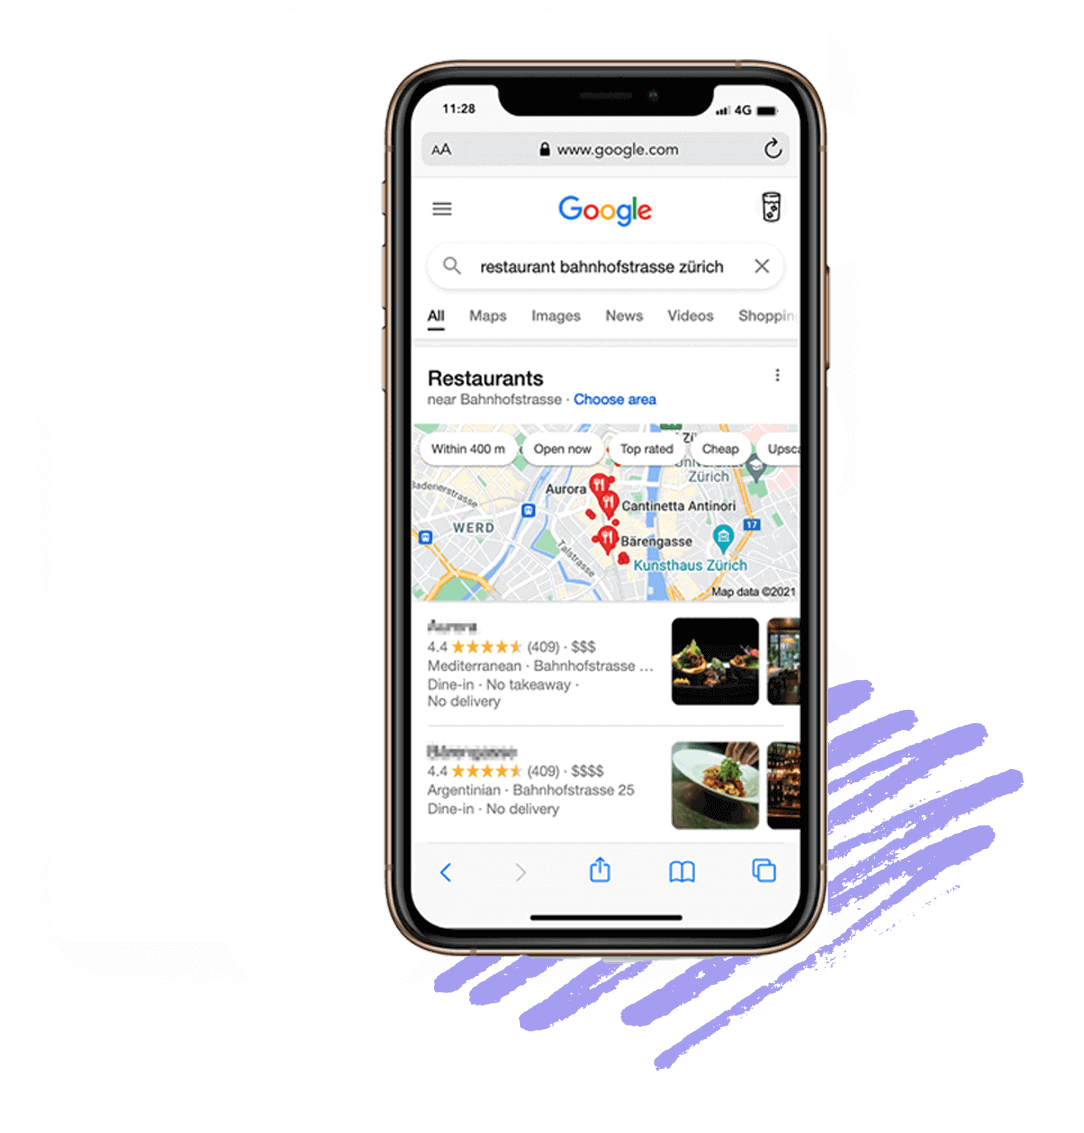 11:28 4G
AA www.google.com
Google
restaurant bahnhofstrasse zürich
All Maps Images News Videos Shoppin
Restaurants
near Bahnhofstrasse · Choose area
Within 400 m Open now Top rated Cheap Upsca
Zürich
Badenerstrasse
Aurora
Cantinetta Antinori
WERD
17
Bärengasse
Talstrasse
Kunsthaus Zürich
Map data ©2021
4.4 (409) · $$$
Mediterranean · Bahnhofstrasse ...
Dine-in · No takeaway ·
No delivery
4.4 (409) · $$$$
Argentinian · Bahnhofstrasse 25
Dine-in · No delivery